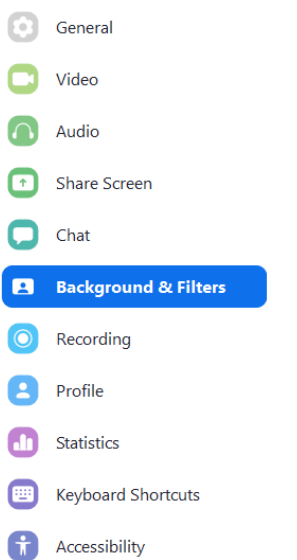 General
Video
Audio
Share Screen
Chat
Background & Filters
Recording
Profile
Statistics
Keyboard Shortcuts
Accessibility